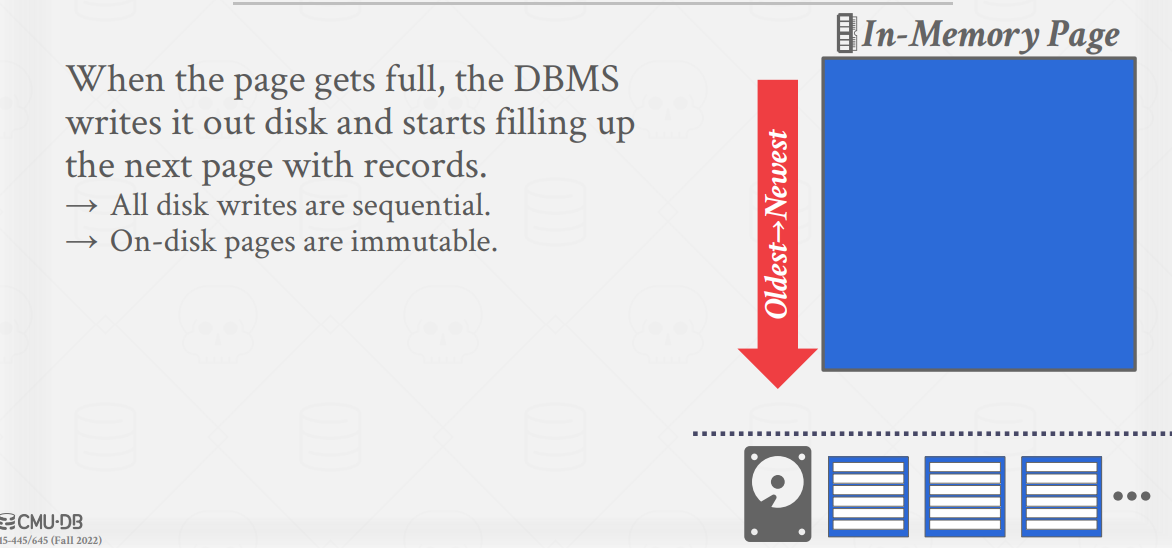 In-Memory Page
When the page gets full, the DBMS
writes it out disk and starts filling up
the next page with records.
→ All disk writes are sequential.
→ On-disk pages are immutable.
Oldest→Newest
CMU·DB
15-445/645 (Fall 2022)